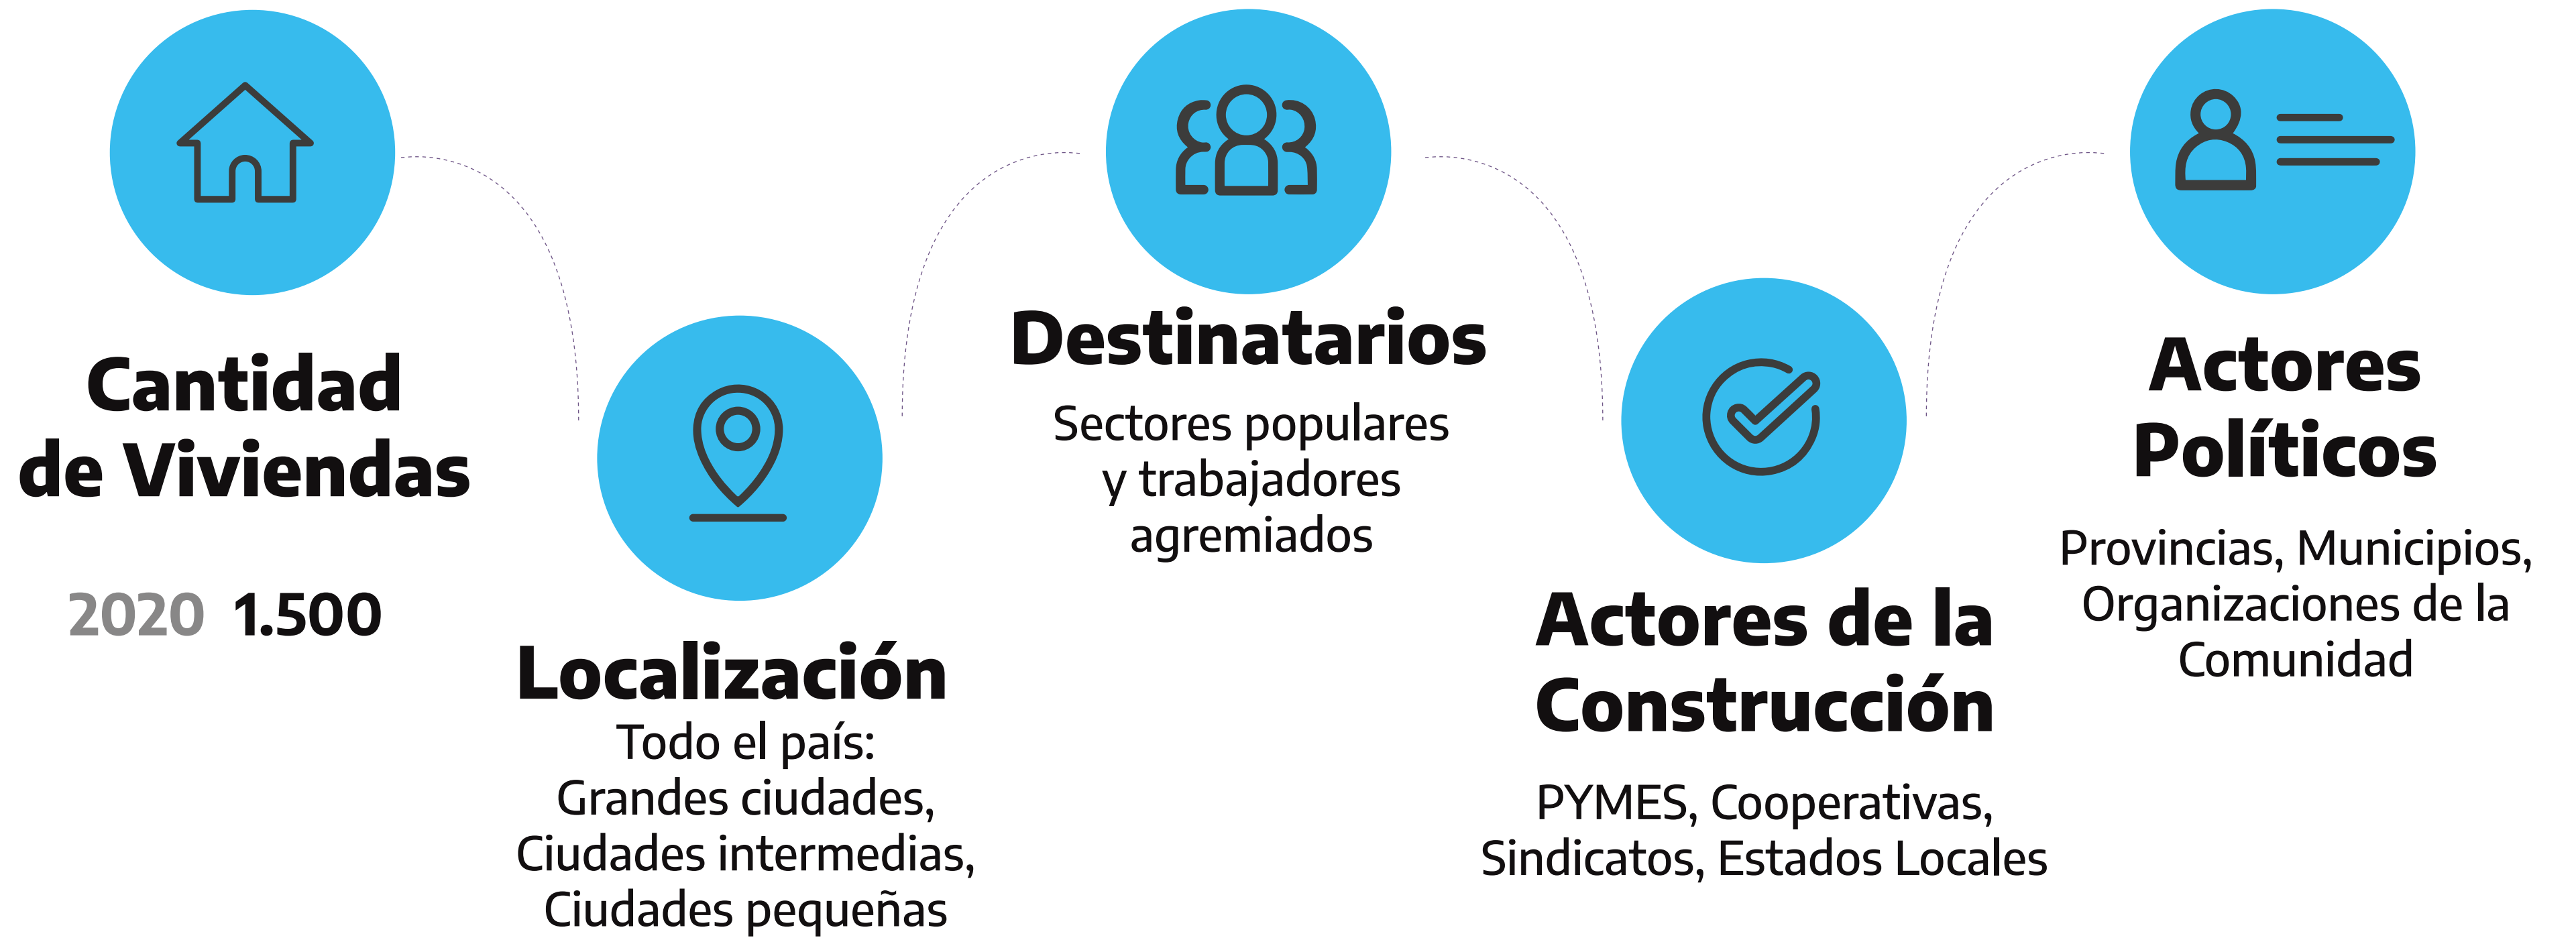 Cantidad
de Viviendas
2020 1.500
Localización
Todo el país:
Grandes ciudades,
Ciudades intermedias,
Ciudades pequeñas
Destinatarios
Sectores populares
y trabajadores
agremiados
Actores de la
Construcción
PYMES, Cooperativas,
Sindicatos, Estados Locales
Actores
Políticos
Provincias, Municipios,
Organizaciones de la
Comunidad